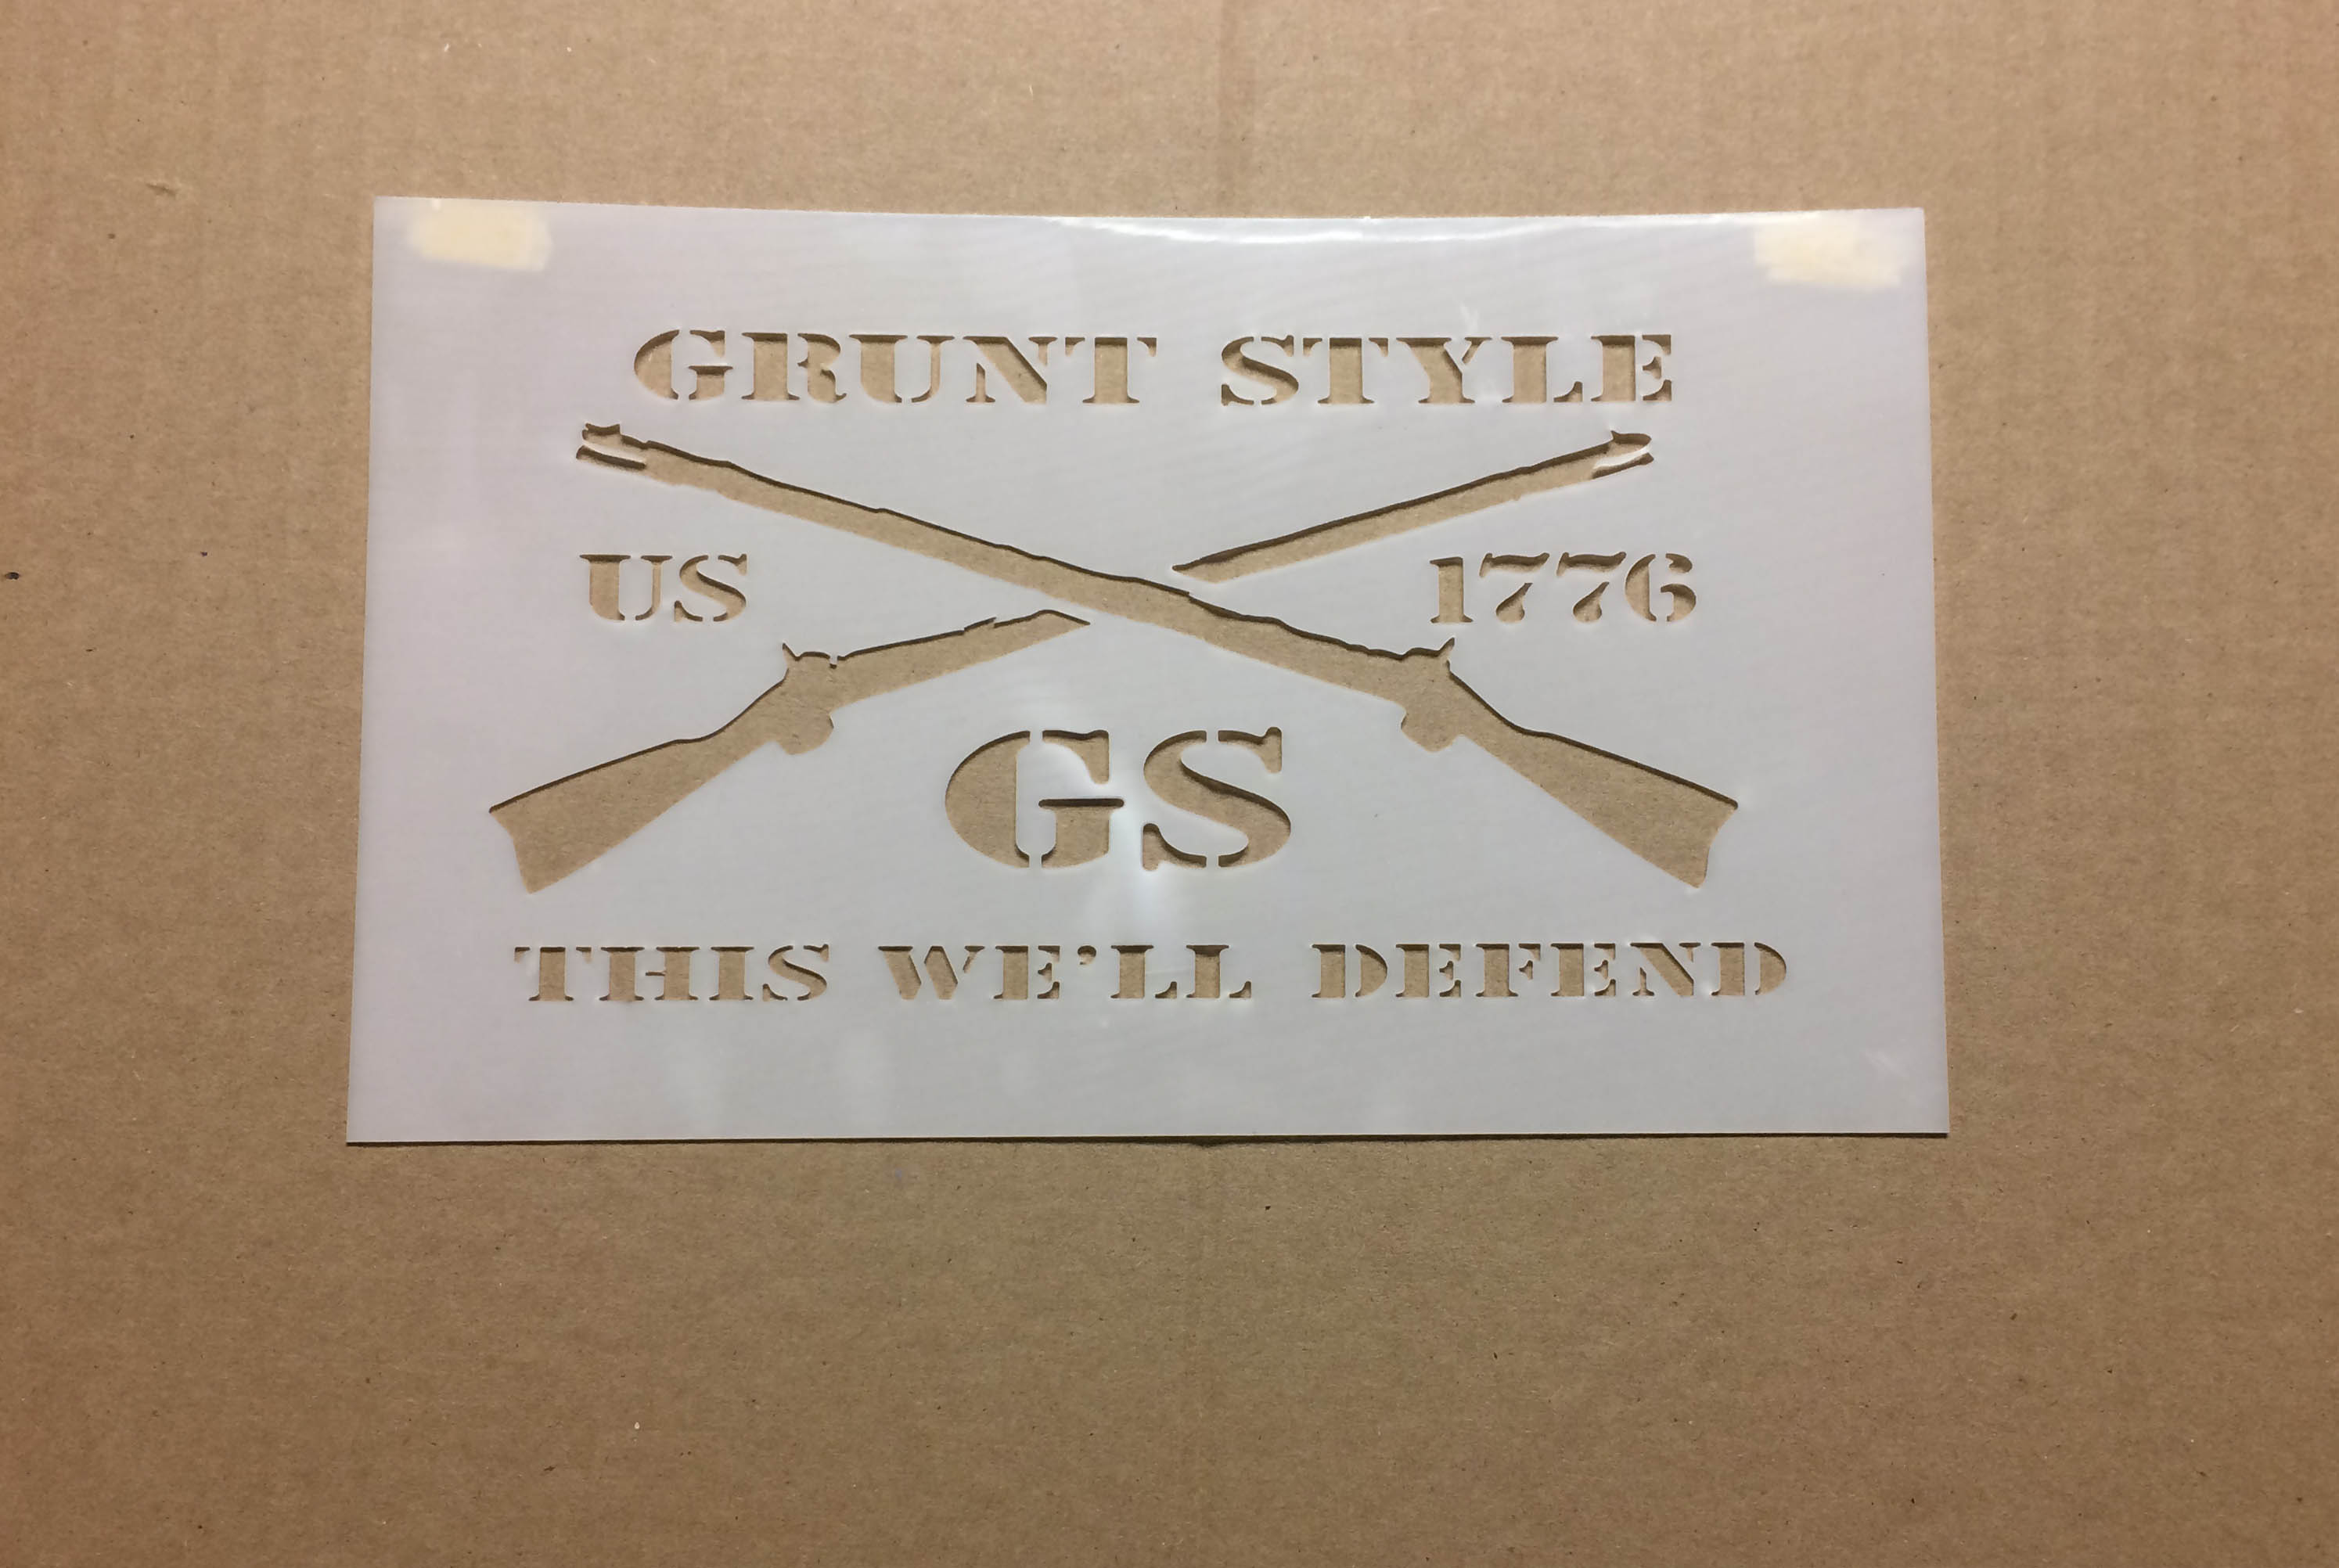 GRUNT STYLE
US 1776
GS
THIS WE'LL DEFEND